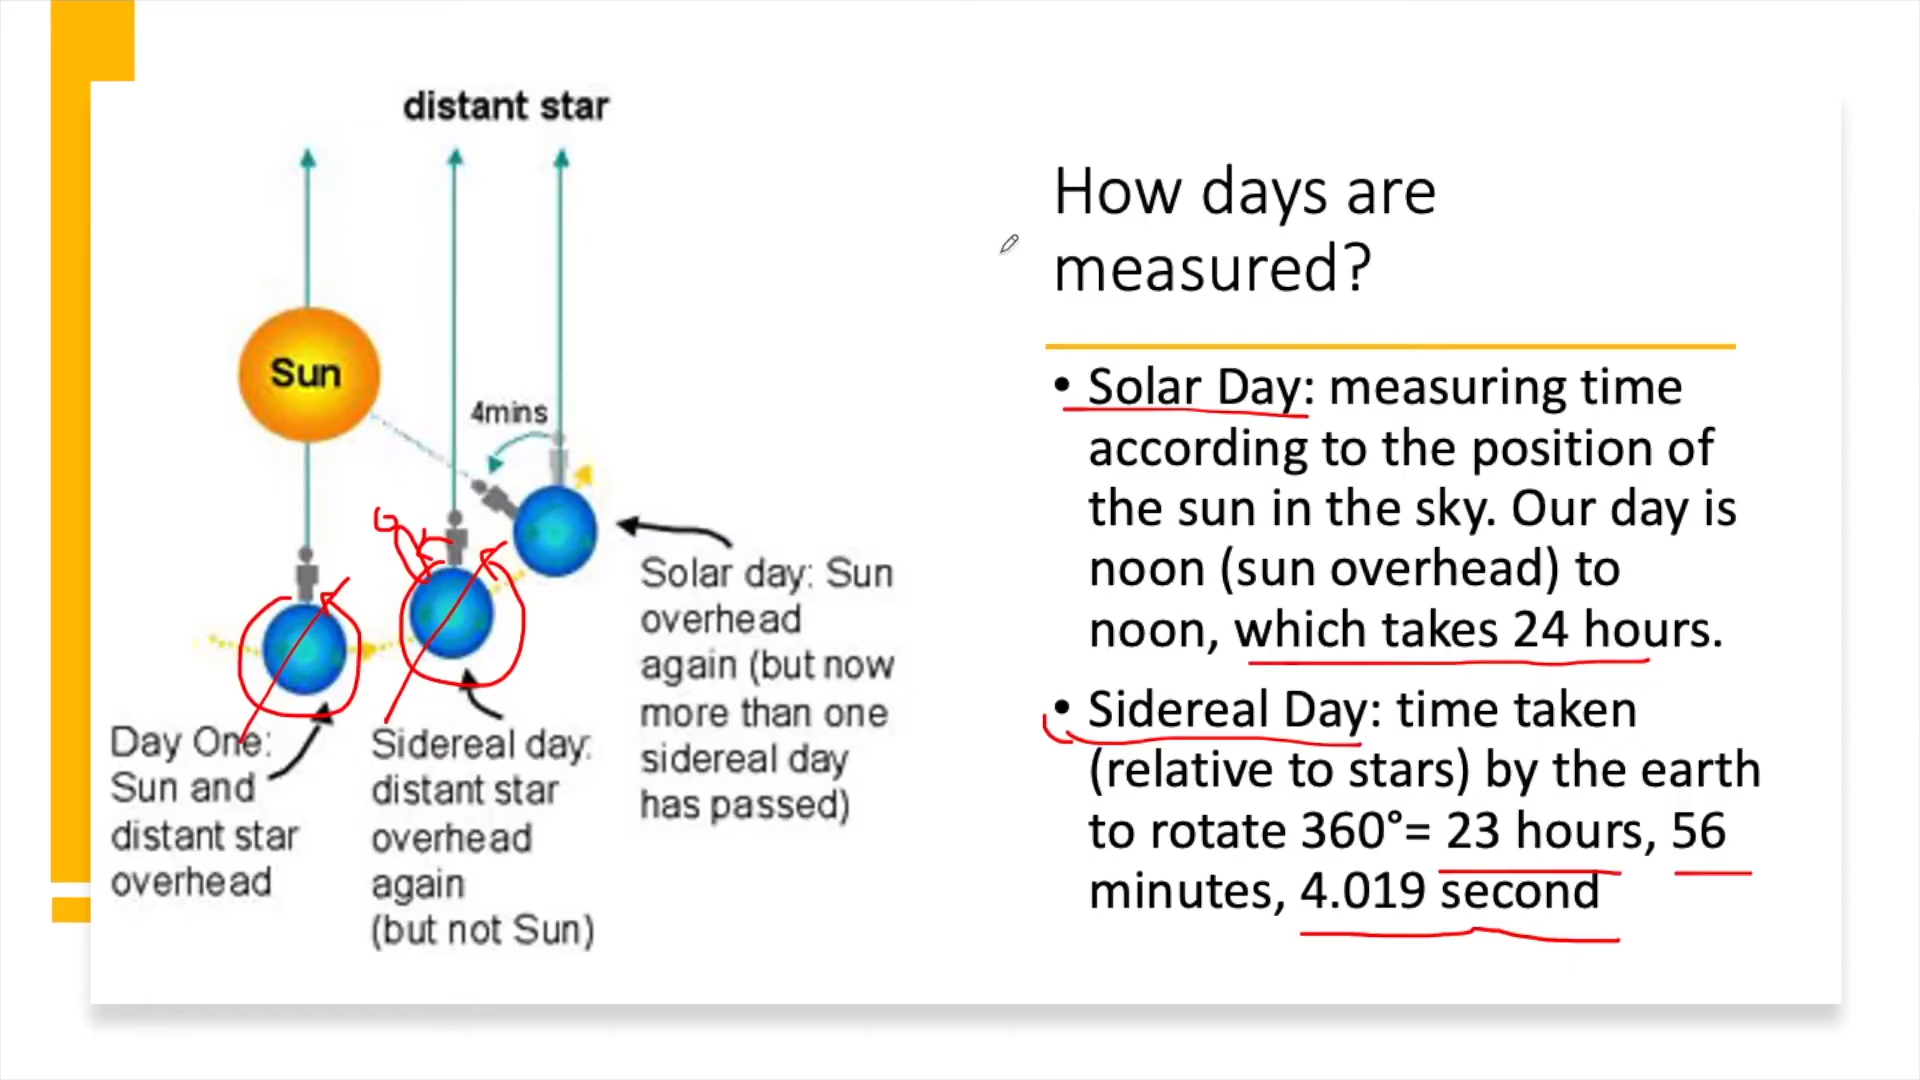 distant star
Sun
4mins
Day One:
Sun and
distant star
overhead
Sidereal day:
distant star
overhead
again
(but not Sun)
Solar day: Sun
overhead
again (but now
more than one
sidereal day
has passed)
How days are
measured?
• Solar Day: measuring time
according to the position of
the sun in the sky. Our day is
noon (sun overhead) to
noon, which takes 24 hours.
• Sidereal Day: time taken
(relative to stars) by the earth
to rotate 360°= 23 hours, 56
minutes, 4.019 second